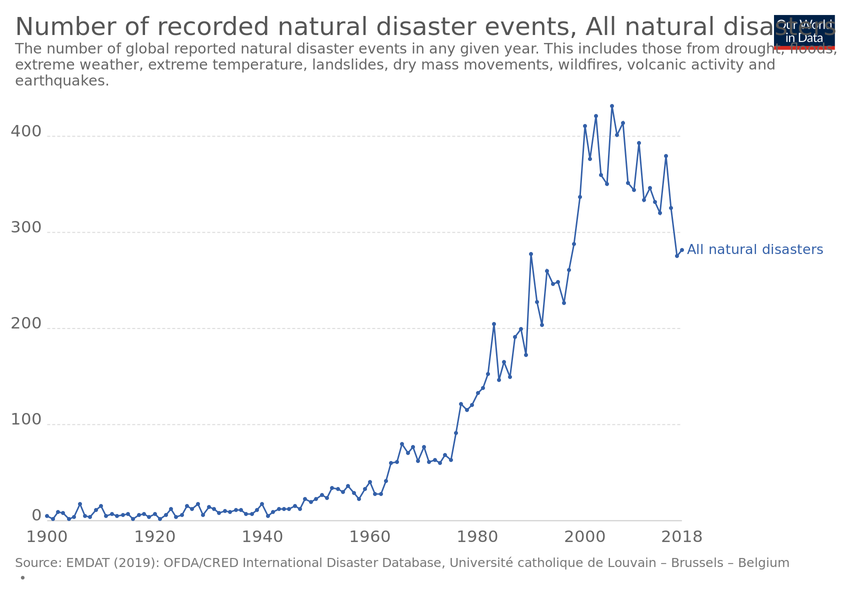 Number of recorded natural disaster events, All natural disasters
Our World
in Data
The number of global reported natural disaster events in any given year. This includes those from drought, floods,
extreme weather, extreme temperature, landslides, dry mass movements, wildfires, volcanic activity and
earthquakes.
400
300
All natural disasters
200
100
0
1900 1920 1940 1960 1980 2000 2018
Source: EMDAT (2019): OFDA/CRED International Disaster Database, Université catholique de Louvain – Brussels – Belgium
•